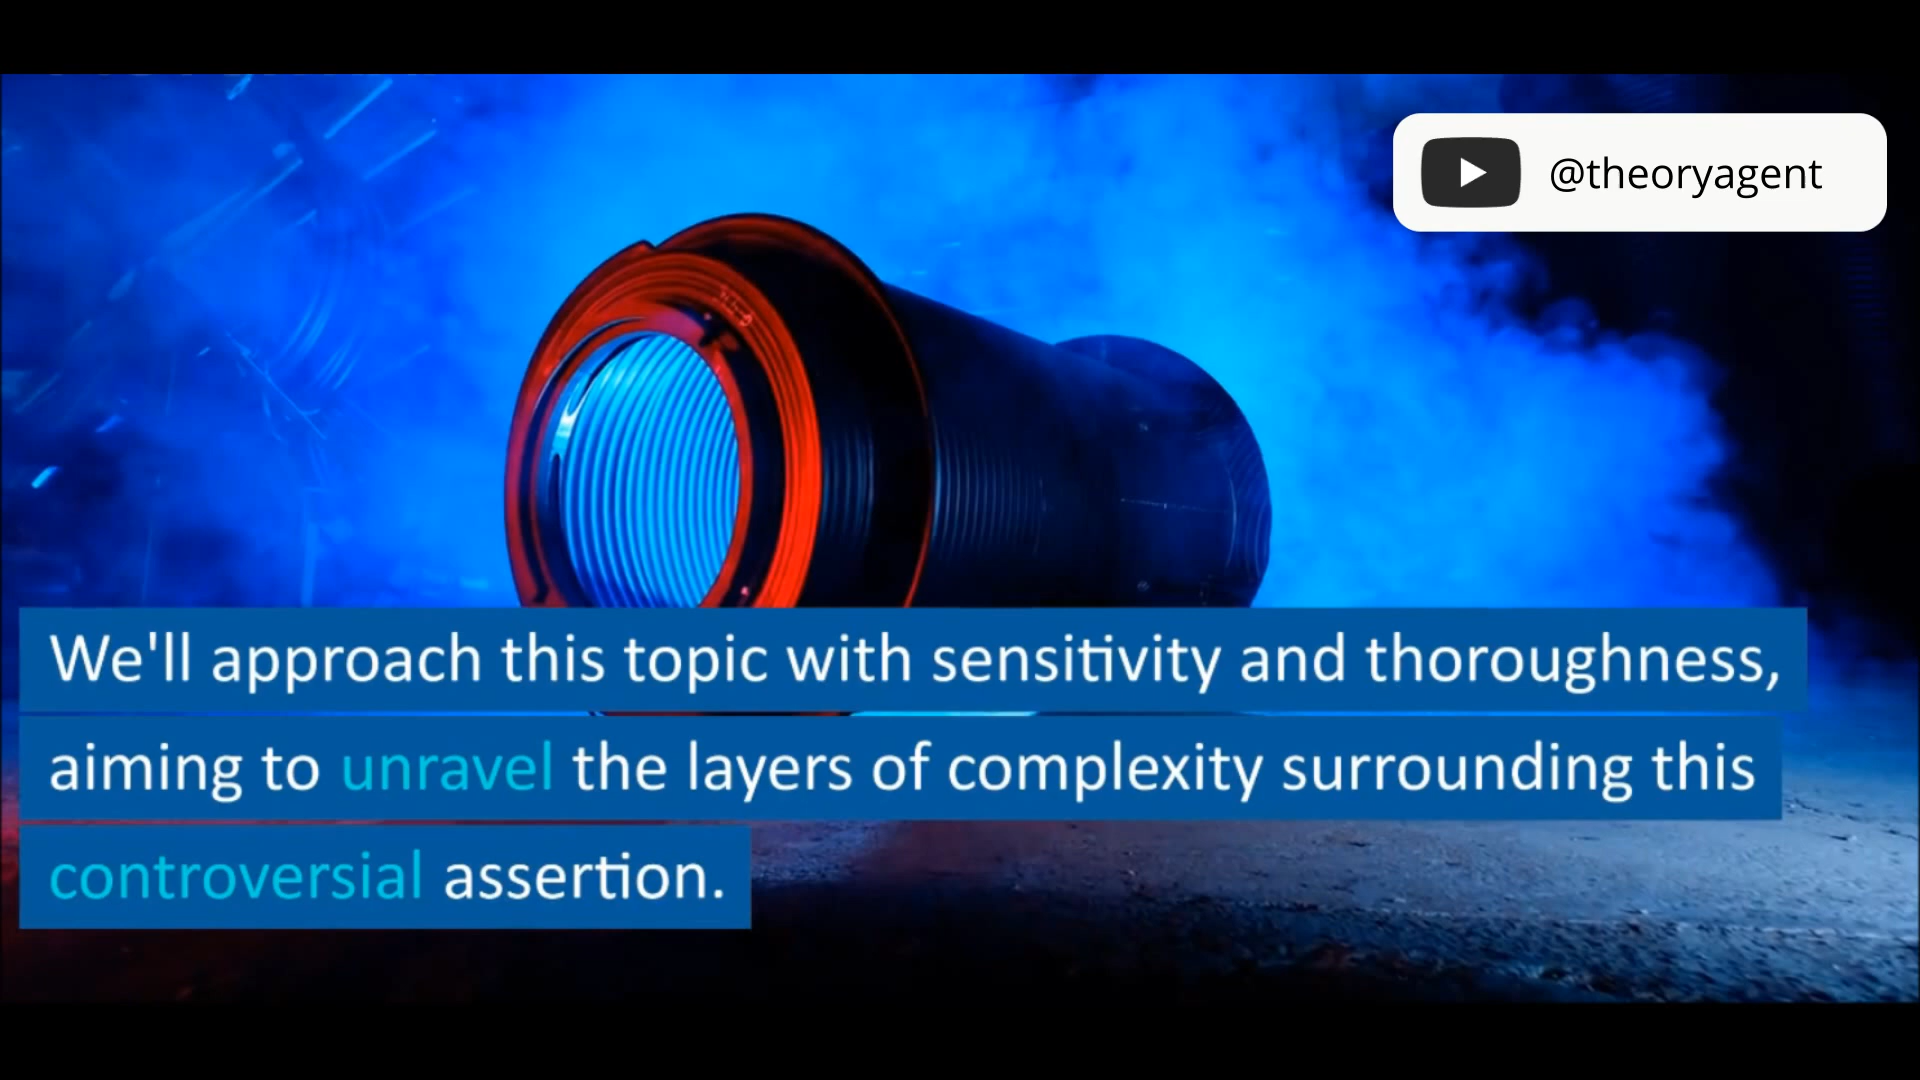 @theoryagent
We'll approach this topic with sensitivity and thoroughness,
aiming to unravel the layers of complexity surrounding this
controversial assertion.